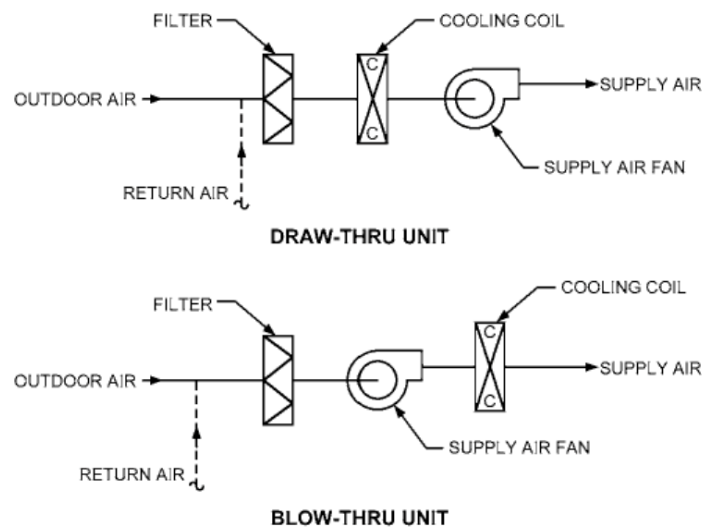 FILTER
COOLING COIL
C
OUTDOOR AIR
SUPPLY AIR
C
SUPPLY AIR FAN
RETURN AIR
DRAW-THRU UNIT
FILTER
COOLING COIL
C
OUTDOOR AIR
SUPPLY AIR
C
SUPPLY AIR FAN
RETURN AIR
BLOW-THRU UNIT